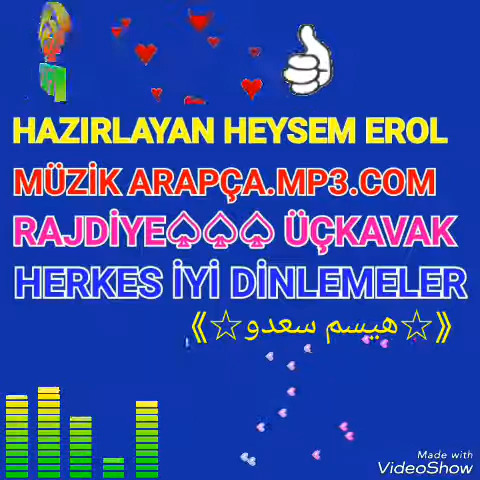 HAZIRLAYAN HEYSEM EROL
MÜZİK ARAPÇA.MP3.COM
RAJDİYE♤♤♤ ÜÇKAVAK
HERKES İYİ DİNLEMELER
《☆هيسم سعدو☆》
Made with
VideoShow